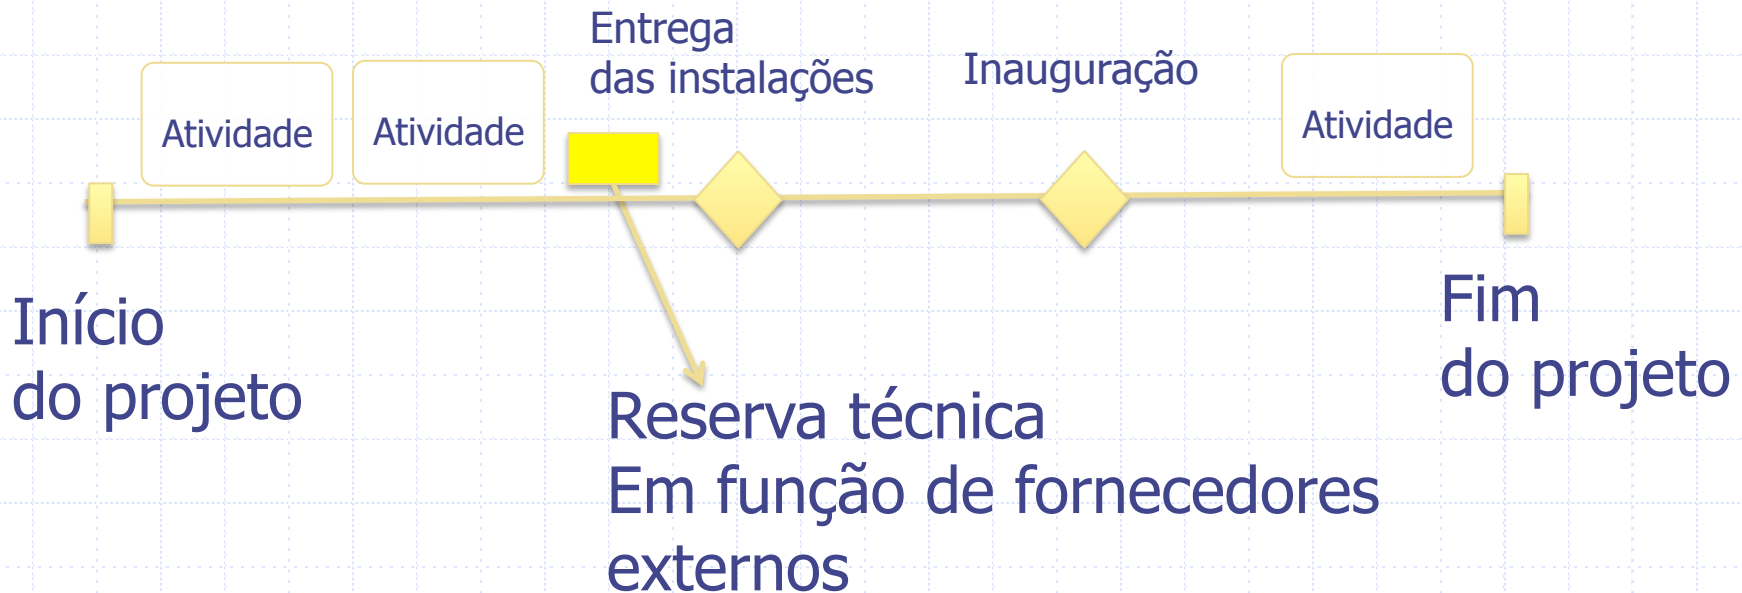 Entrega
das instalações
Inauguração
Atividade
Atividade
Atividade
Início
do projeto
Fim
do projeto
Reserva técnica
Em função de fornecedores
externos